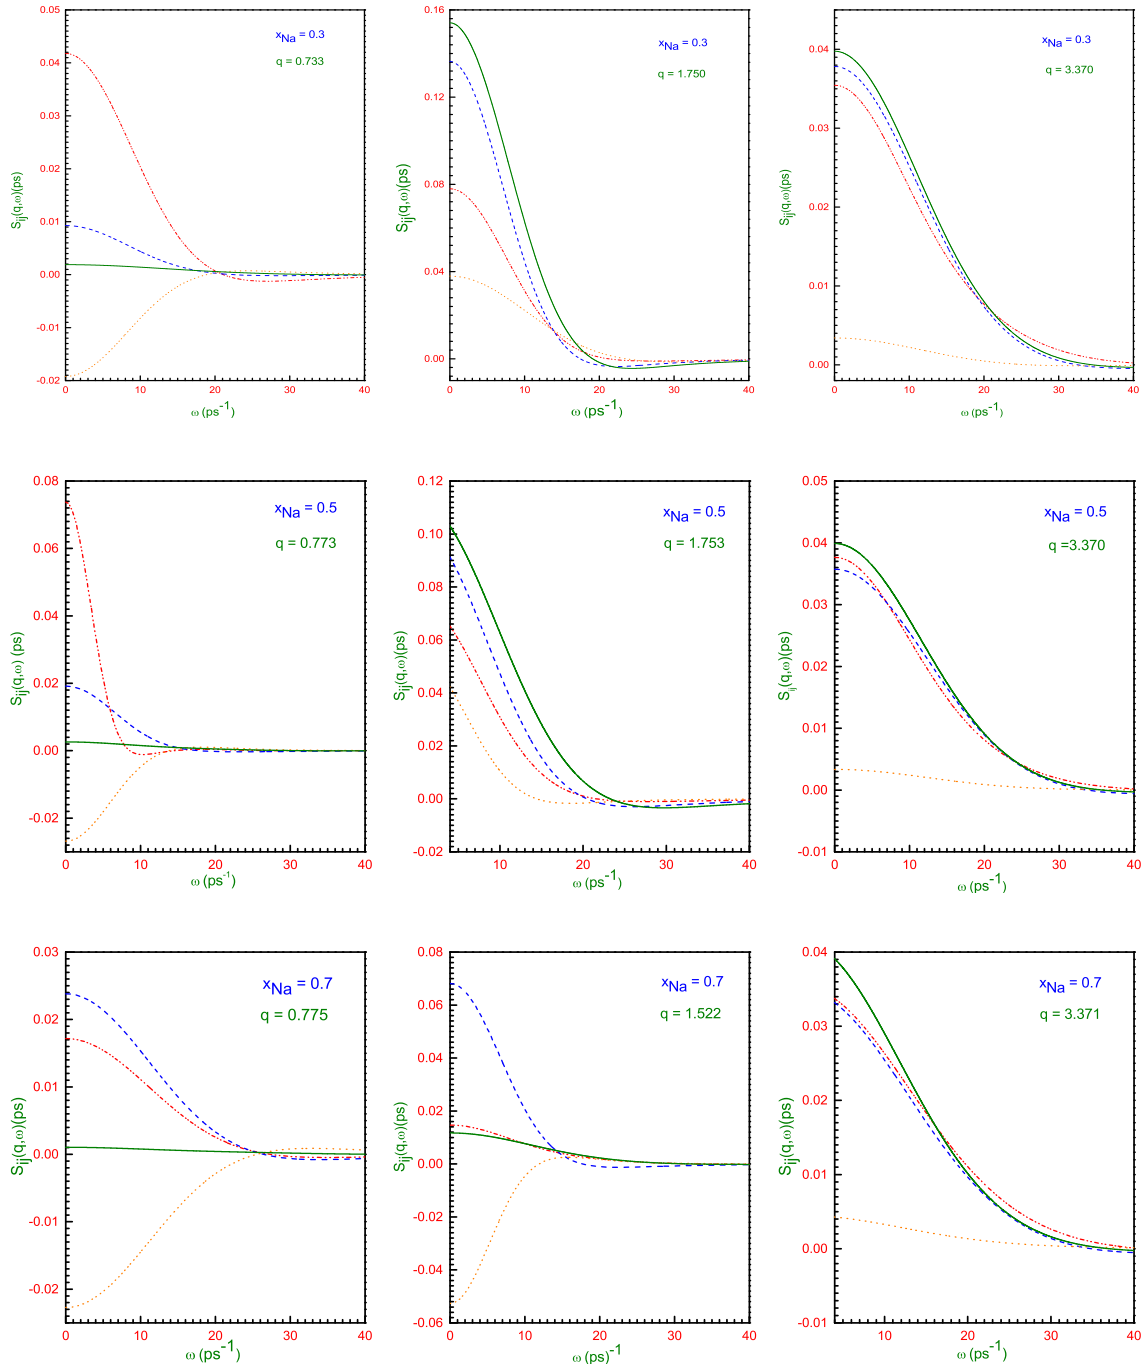 0.05
0.04
0.03
0.02
0.01
0.00
-0.01
-0.02
0 10 20 30 40
S_ij(q,ω)(ps)
ω (ps^-1)
x_Na = 0.3
q = 0.733
0.16
0.12
0.08
0.04
0.00
0 10 20 30 40
S_ij(q,ω)(ps)
ω (ps^-1)
x_Na = 0.3
q = 1.750
0.04
0.03
0.02
0.01
0.00
0 10 20 30 40
S_ij(q,ω)(ps)
ω (ps^-1)
x_Na = 0.3
q = 3.370
0.08
0.06
0.04
0.02
0.00
-0.02
0 10 20 30 40
S_ij(q,ω) (ps)
ω (ps^-1)
x_Na = 0.5
q = 0.773
0.12
0.10
0.08
0.06
0.04
0.02
0.00
-0.02
10 20 30 40
S_ij(q,ω)(ps)
ω (ps^-1)
x_Na = 0.5
q = 1.753
0.05
0.04
0.03
0.02
0.01
0.00
-0.01
0 10 20 30 40
S_ij(q,ω)(ps)
ω (ps^-1)
x_Na = 0.5
q =3.370
0.03
0.02
0.01
0.00
-0.01
-0.02
0 10 20 30 40
S_ij(q,ω)(ps)
ω (ps^-1)
x_Na = 0.7
q = 0.775
0.08
0.06
0.04
0.02
0.00
-0.02
-0.04
-0.06
0 10 20 30 40
S_ij(q,ω)(ps)
ω (ps)^-1
x_Na = 0.7
q = 1.522
0.04
0.03
0.02
0.01
0.00
-0.01
10 20 30 40
S_ij(q,ω)(ps)
ω (ps^-1)
x_Na = 0.7
q = 3.371